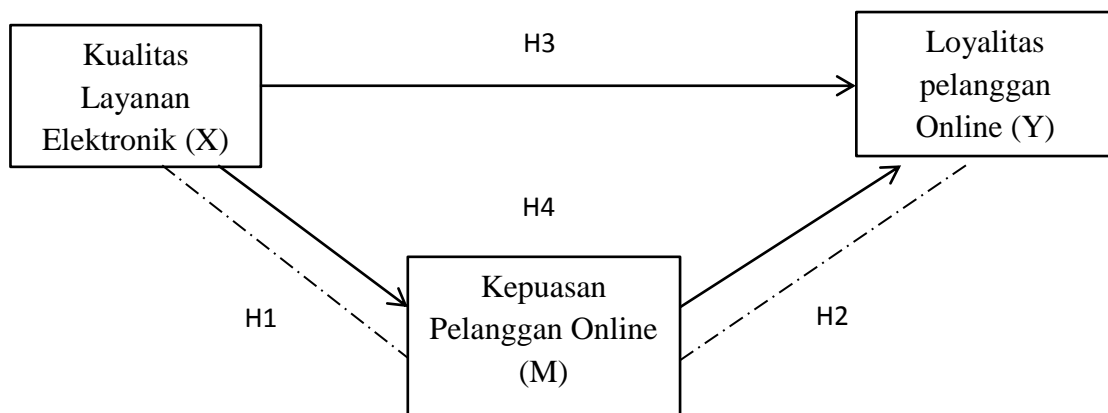 Kualitas
Layanan
Elektronik (X)
H3
Loyalitas
pelanggan
Online (Y)
H4
H1
Kepuasan
Pelanggan Online
(M)
H2